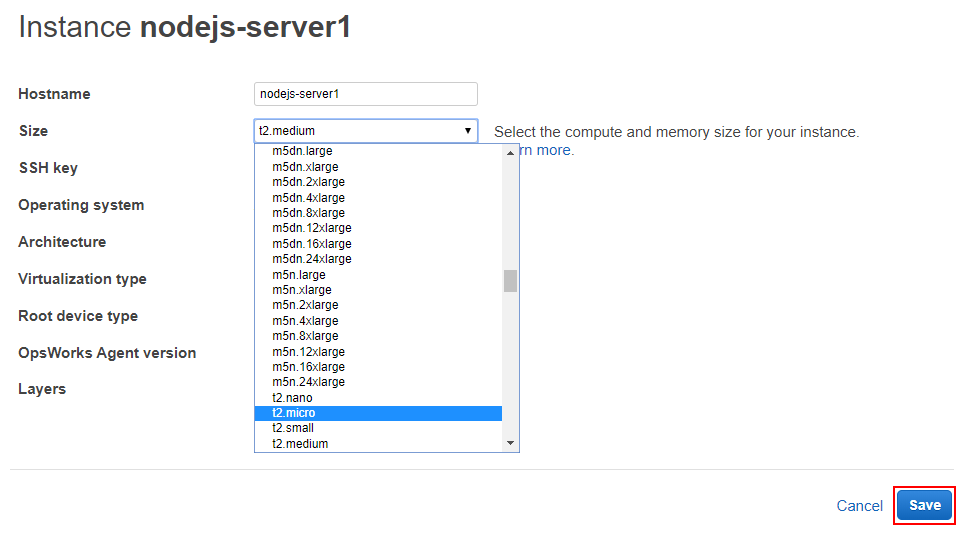 Instance nodejs-server1
Hostname
nodejs-server1
Size
t2.medium
Select the compute and memory size for your instance.
more.
m5dn.large
m5dn.xlarge
m5dn.2xlarge
m5dn.4xlarge
m5dn.8xlarge
m5dn.12xlarge
m5dn.16xlarge
m5dn.24xlarge
m5n.large
m5n.xlarge
m5n.2xlarge
m5n.4xlarge
m5n.8xlarge
m5n.12xlarge
m5n.16xlarge
m5n.24xlarge
t2.nano
t2.micro
t2.small
t2.medium
SSH key
Operating system
Architecture
Virtualization type
Root device type
OpsWorks Agent version
Layers
Cancel
Save